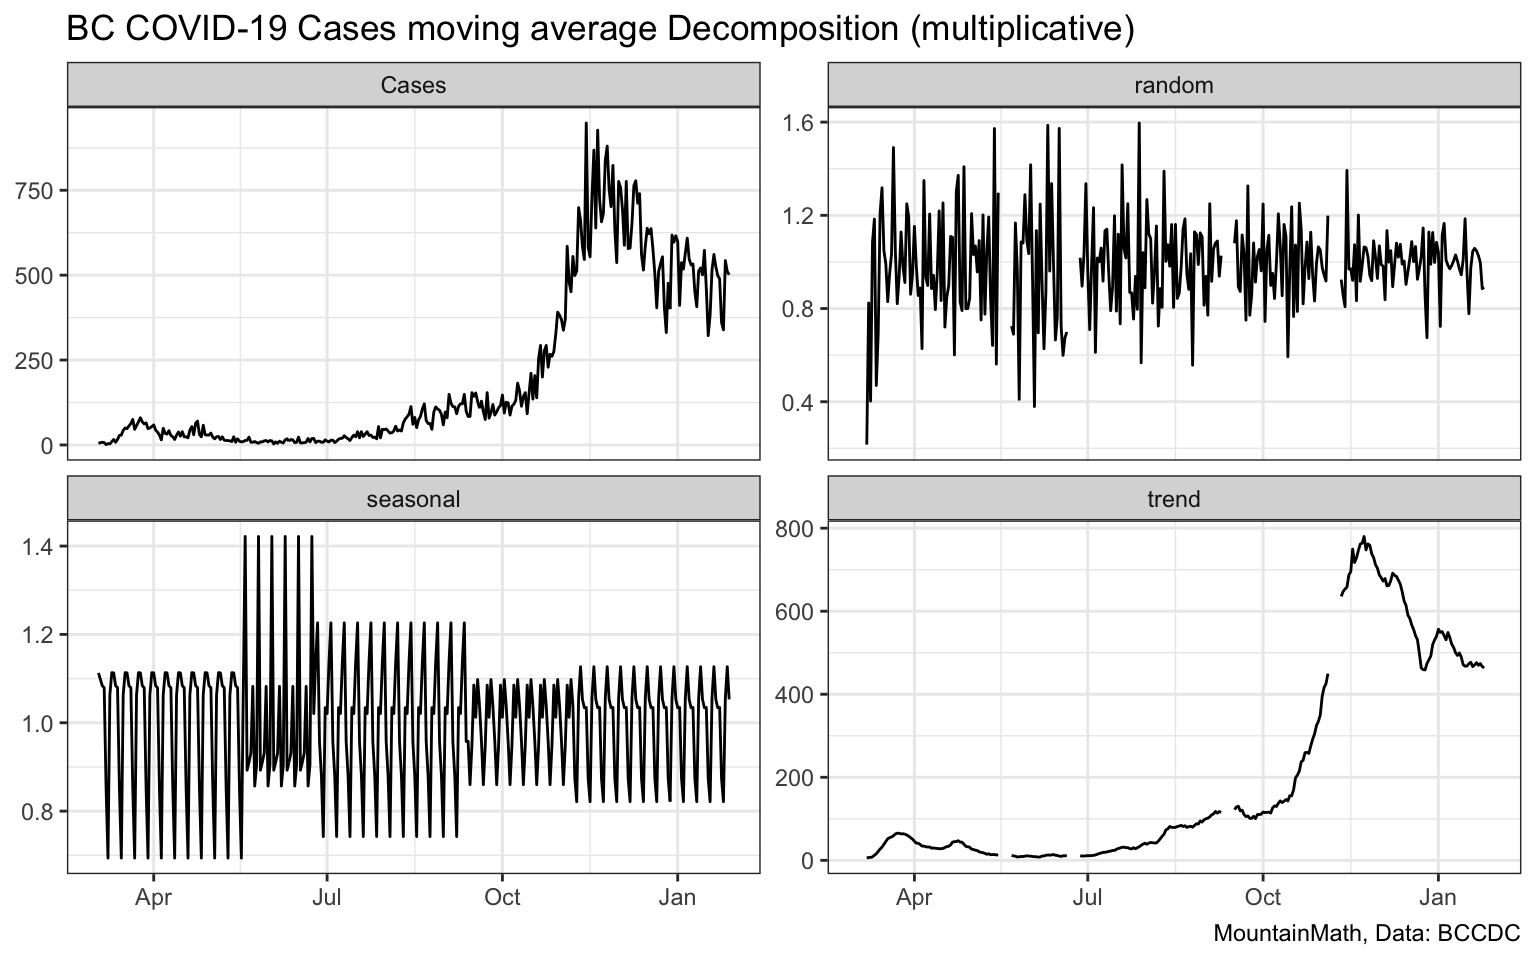 BC COVID-19 Cases moving average Decomposition (multiplicative)
Cases
random
750
500
250
0
1.6
1.2
0.8
0.4
seasonal
trend
1.4
1.2
1.0
0.8
800
600
400
200
0
Apr Jul Oct Jan
Apr Jul Oct Jan
MountainMath, Data: BCCDC